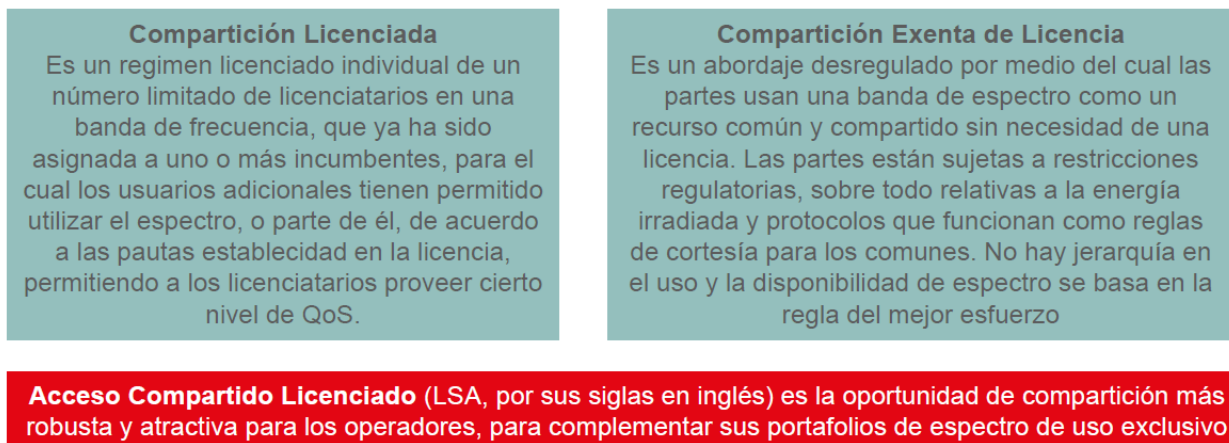 Compartición Licenciada
Es un regimen licenciado individual de un
número limitado de licenciatarios en una
banda de frecuencia, que ya ha sido
asignada a uno o más incumbentes, para el
cual los usuarios adicionales tienen permitido
utilizar el espectro, o parte de él, de acuerdo
a las pautas establecidad en la licencia,
permitiendo a los licenciatarios proveer cierto
nivel de QoS.
Compartición Exenta de Licencia
Es un abordaje desregulado por medio del cual las
partes usan una banda de espectro como un
recurso común y compartido sin necesidad de una
licencia. Las partes están sujetas a restricciones
regulatorias, sobre todo relativas a la energía
irradiada y protocolos que funcionan como reglas
de cortesía para los comunes. No hay jerarquía en
el uso y la disponibilidad de espectro se basa en la
regla del mejor esfuerzo
Acceso Compartido Licenciado (LSA, por sus siglas en inglés) es la oportunidad de compartición más
robusta y atractiva para los operadores, para complementar sus portafolios de espectro de uso exclusivo